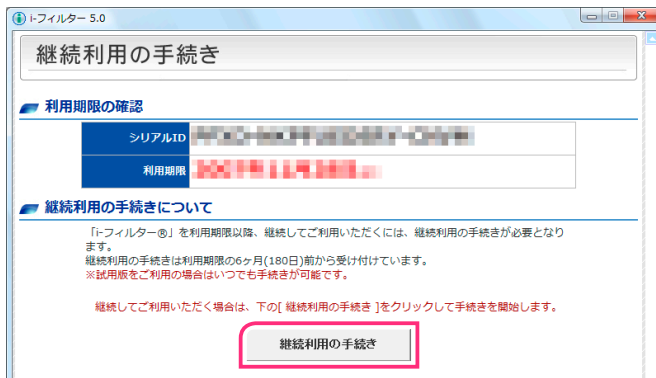 i-フィルター 5.0
継続利用の手続き
利用期限の確認
シリアルID
利用期限
継続利用の手続きについて
「i-フィルター®」を利用期限以降、継続してご利用いただくには、継続利用の手続きが必要となり
ます。
継続利用の手続きは利用期限の6ヶ月(180日)前から受け付けています。
※試用版をご利用の場合はいつでも手続きが可能です。
継続してご利用いただく場合は、下の[ 継続利用の手続き ]をクリックして手続きを開始します。
継続利用の手続き